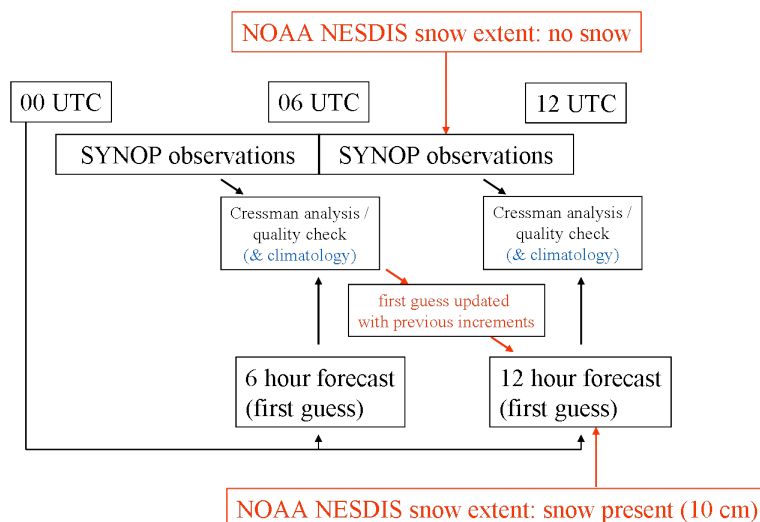 NOAA NESDIS snow extent: no snow
00 UTC
06 UTC
12 UTC
SYNOP observations
SYNOP observations
Cressman analysis /
quality check
(& climatology)
Cressman analysis /
quality check
(& climatology)
first guess updated
with previous increments
6 hour forecast
(first guess)
12 hour forecast
(first guess)
NOAA NESDIS snow extent: snow present (10 cm)